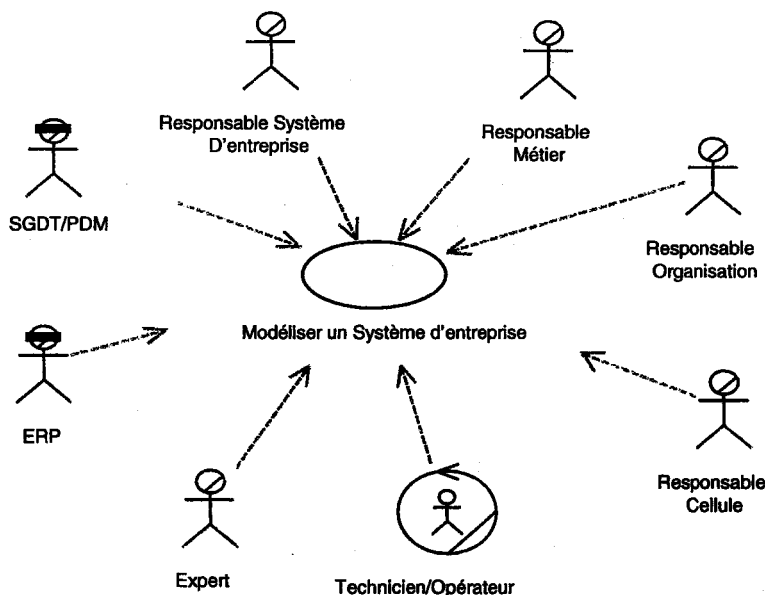 Responsable Système
D'entreprise
Responsable
Métier
SGDT/PDM
Responsable
Organisation
Modéliser un Système d'entreprise
ERP
Responsable
Cellule
Expert
Technicien/Opérateur